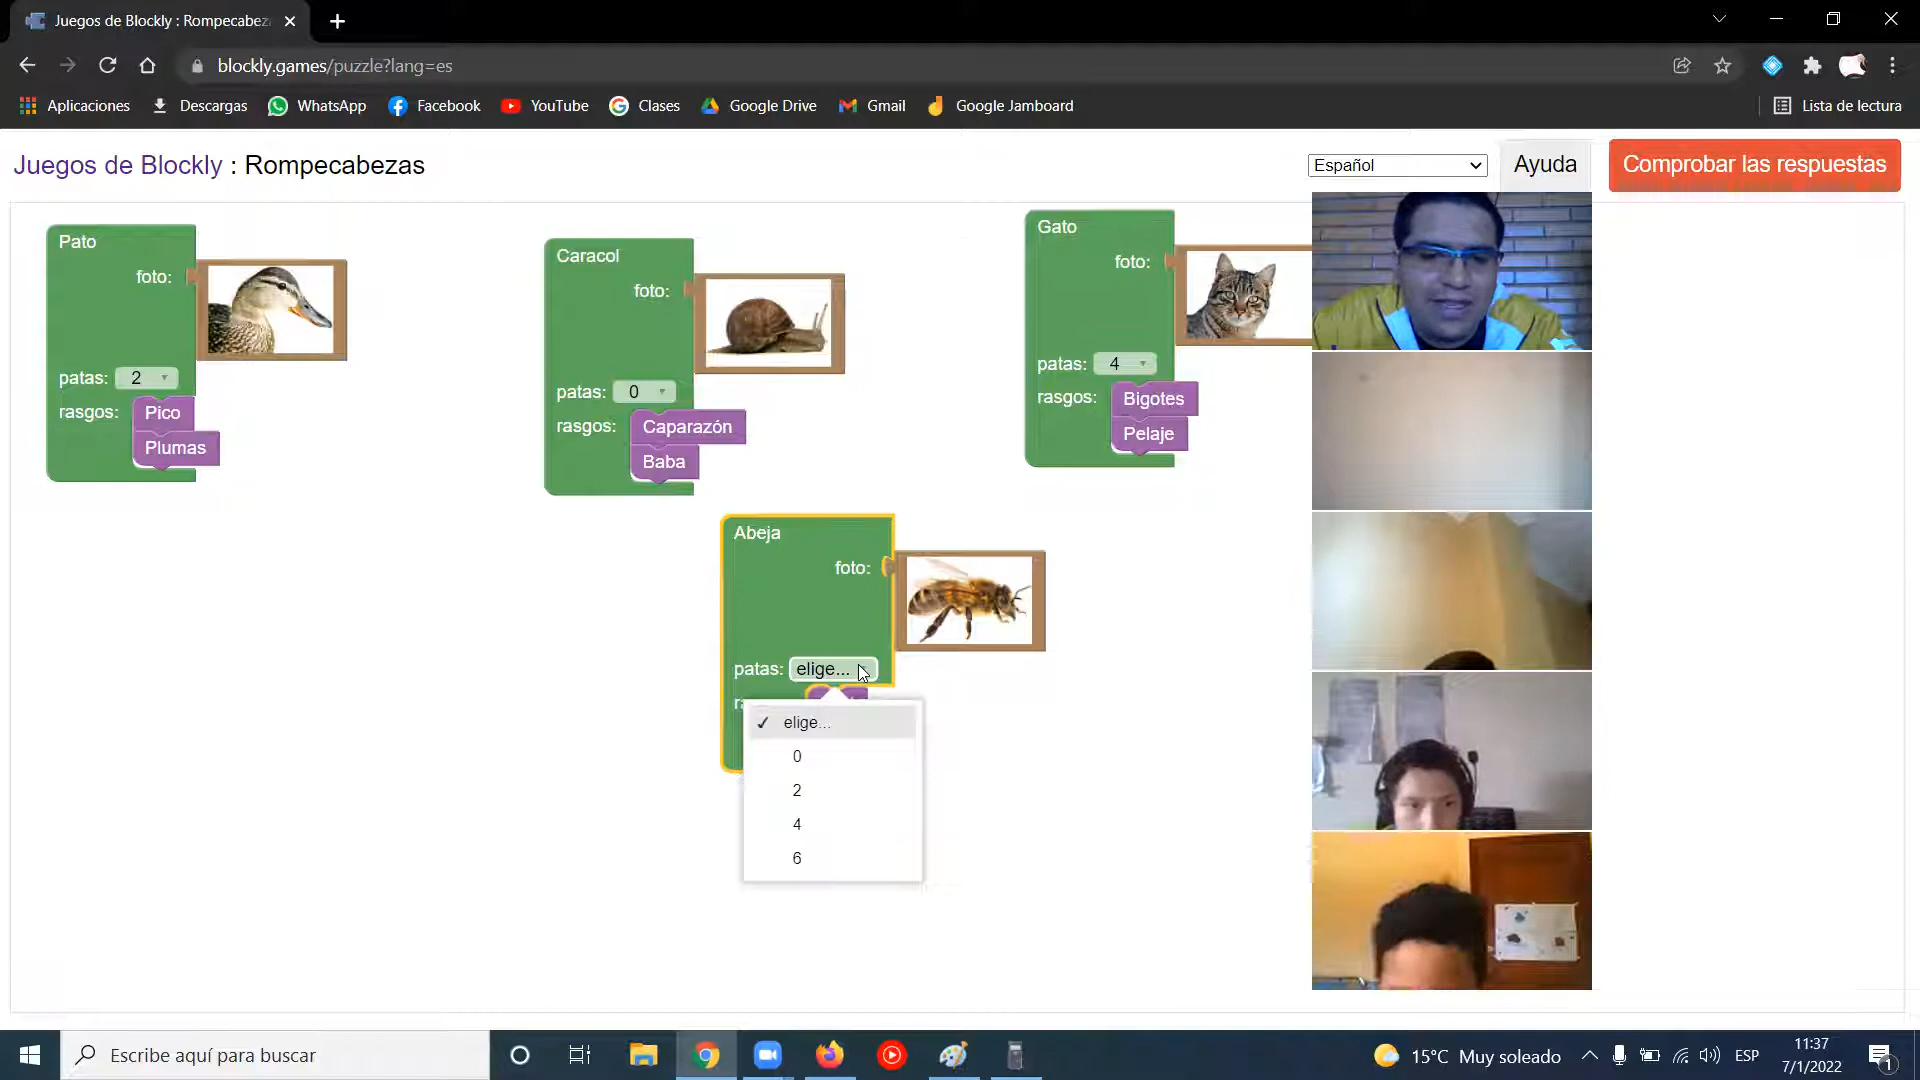 Juegos de Blockly : Rompecabeza
blockly.games/puzzle?lang=es
Aplicaciones Descargas WhatsApp Facebook YouTube Clases Google Drive Gmail Google Jamboard Lista de lectura
Juegos de Blockly : Rompecabezas Español Ayuda Comprobar las respuestas
Pato
foto:
patas: 2
rasgos: Pico
Plumas
Caracol
foto:
patas: 0
rasgos: Caparazón
Baba
Gato
foto:
patas: 4
rasgos: Bigotes
Pelaje
Abeja
foto:
patas: elige...
✓ elige...
0
2
4
6
Escribe aquí para buscar
15°C Muy soleado
ESP
11:37
7/1/2022
1